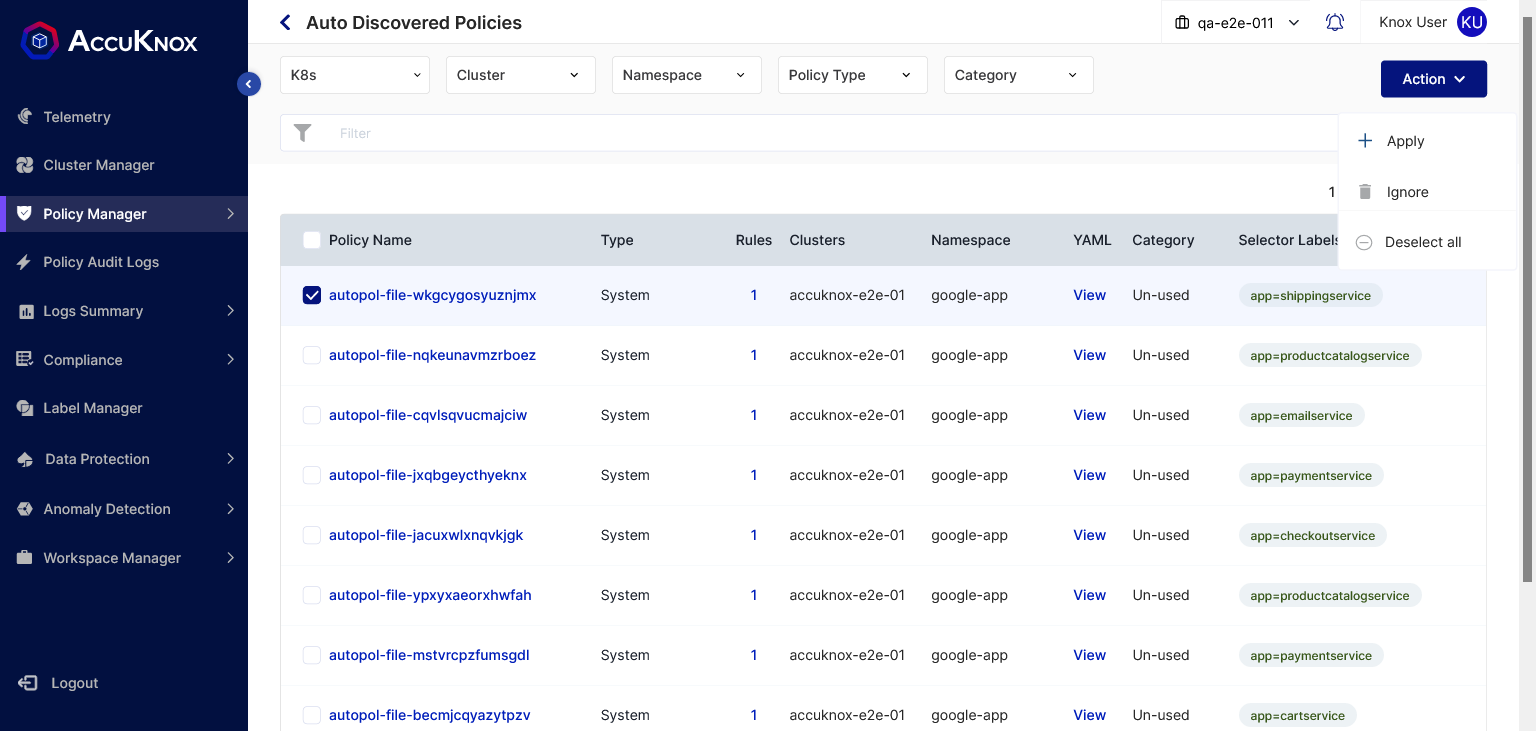 ACCUKNOX
Telemetry
Cluster Manager
Policy Manager
Policy Audit Logs
Logs Summary
Compliance
Label Manager
Data Protection
Anomaly Detection
Workspace Manager
Logout
Auto Discovered Policies
qa-e2e-011
Knox User KU
K8s Cluster Namespace Policy Type Category Action
Filter
Apply
Ignore
Deselect all
1
Policy Name Type Rules Clusters Namespace YAML Category Selector Labels
autopol-file-wkgcygosyuznjmx System 1 accuknox-e2e-01 google-app View Un-used app=shippingservice
autopol-file-nqkeunavmzrboez System 1 accuknox-e2e-01 google-app View Un-used app=productcatalogservice
autopol-file-cqvlsqvucmajciw System 1 accuknox-e2e-01 google-app View Un-used app=emailservice
autopol-file-jxqbgeycthyeknx System 1 accuknox-e2e-01 google-app View Un-used app=paymentservice
autopol-file-jacuxwlxnqvkjgk System 1 accuknox-e2e-01 google-app View Un-used app=checkoutservice
autopol-file-ypxyxaeorxhwfah System 1 accuknox-e2e-01 google-app View Un-used app=productcatalogservice
autopol-file-mstvrcpzfumsgdl System 1 accuknox-e2e-01 google-app View Un-used app=paymentservice
autopol-file-becmjcqyazytpzv System 1 accuknox-e2e-01 google-app View Un-used app=cartservice